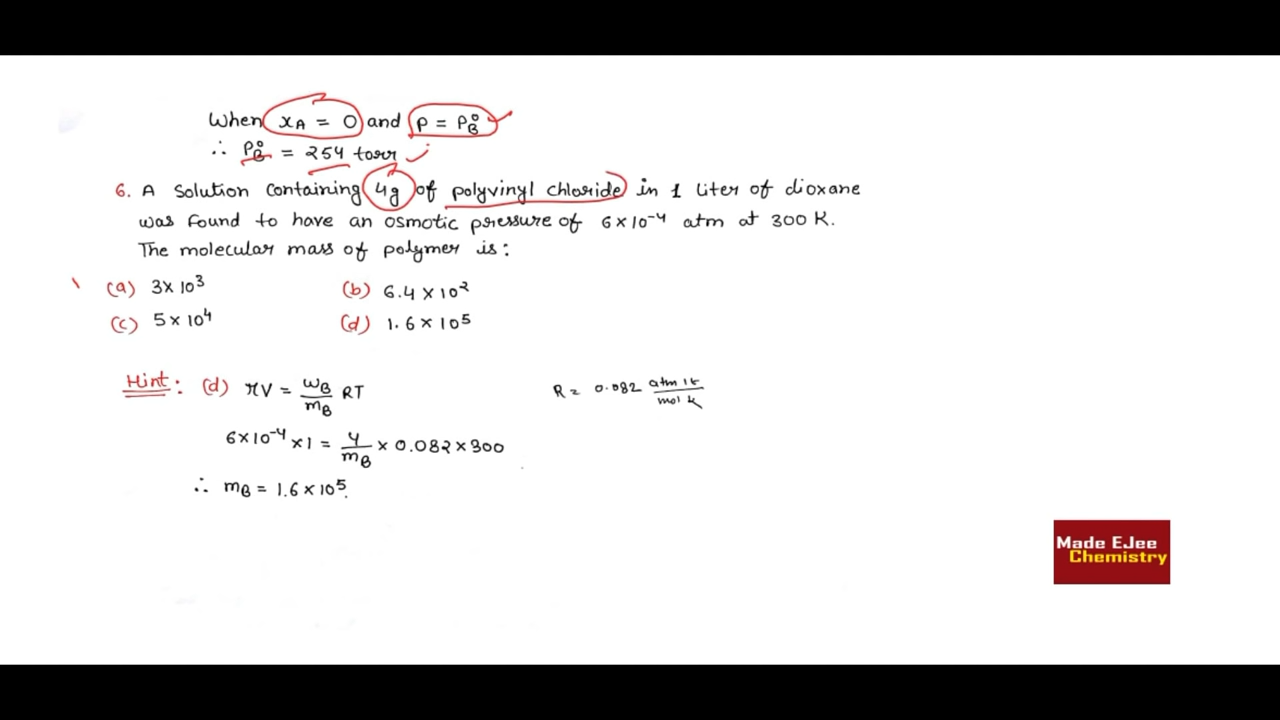 When xA = 0 and P = P°B
∴ P°B = 254 torr
6. A solution containing 4g of polyvinyl chloride in 1 liter of dioxane
was found to have an osmotic pressure of 6×10⁻⁴ atm at 300 K.
The molecular mass of polymer is:
(a) 3×10³ (b) 6.4×10²
(c) 5×10⁴ (d) 1.6×10⁵
Hint: (d) πV = wB/mB RT R = 0.082 atm lt/mol K
6×10⁻⁴×1 = 4/mB × 0.082×300
∴ mB = 1.6×10⁵.
Made EJee
Chemistry